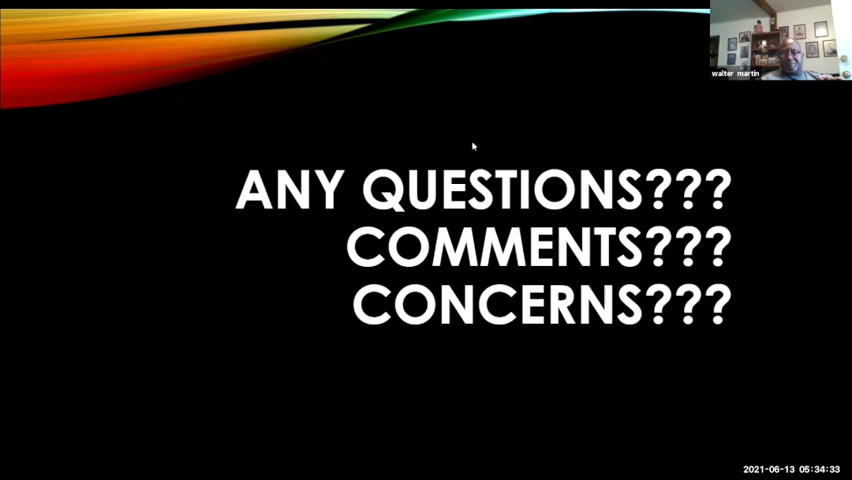 walter martin
ANY QUESTIONS???
COMMENTS???
CONCERNS???
2021-06-13 05:34:33